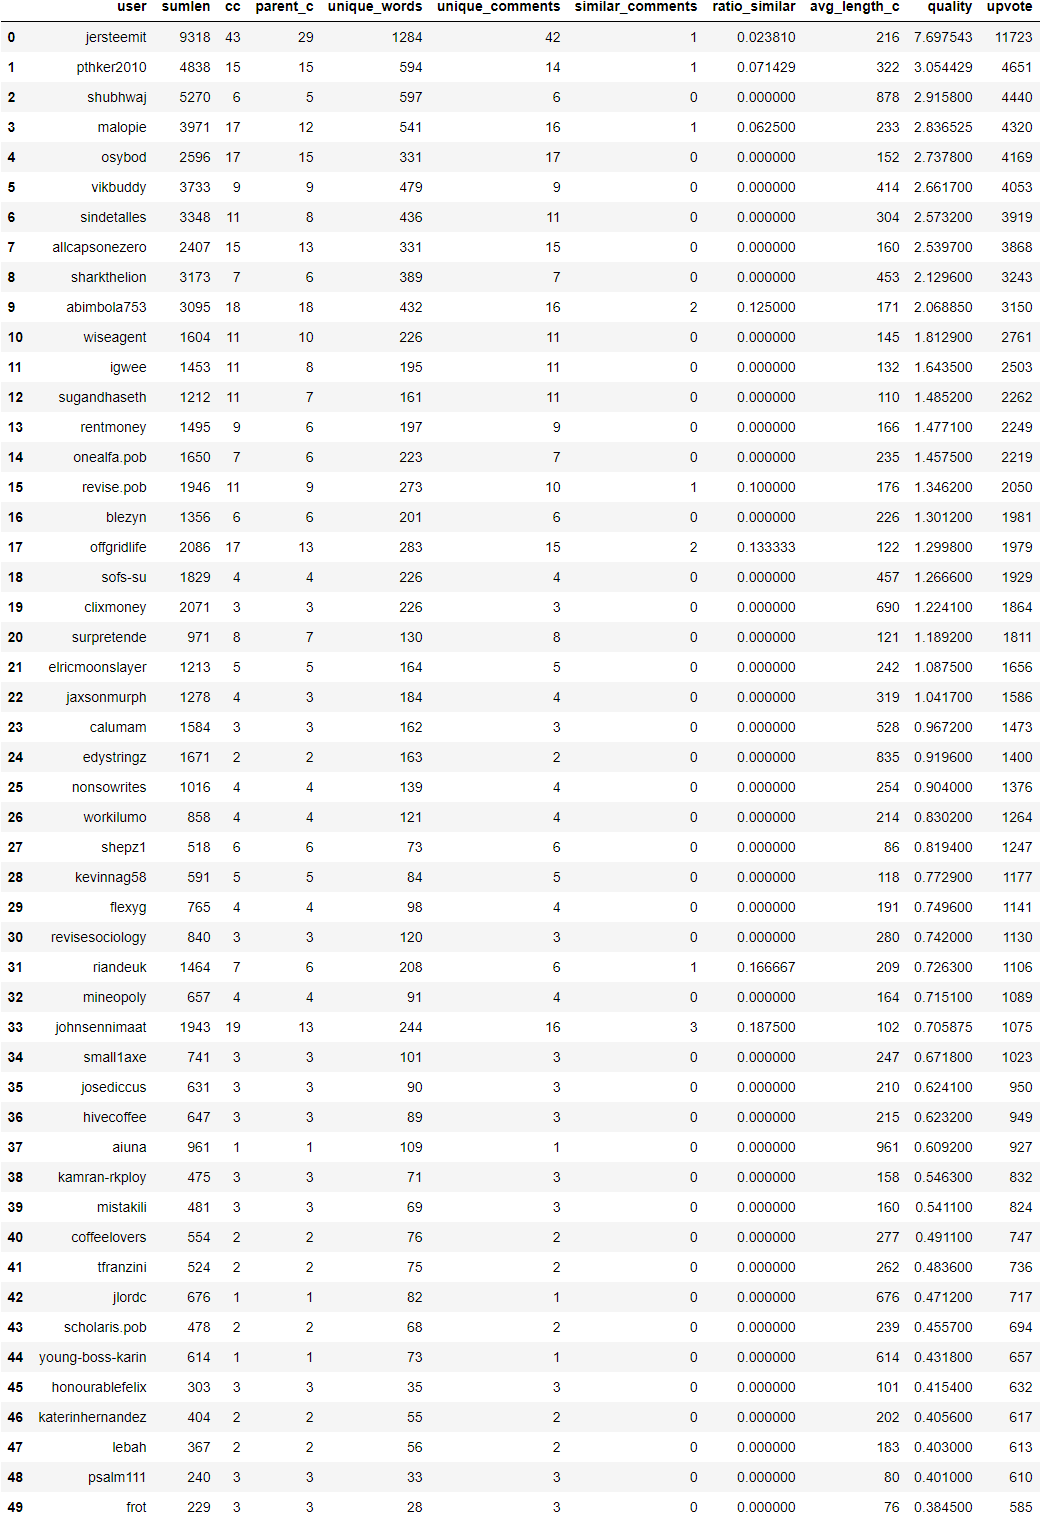 user sumlen cc parent_c unique_words unique_comments similar_comments ratio_similar avg_length_c quality upvote
0 jersteemit 9318 43 29 1284 42 1 0.023810 216 7.697543 11723
1 pthker2010 4838 15 15 594 14 1 0.071429 322 3.054429 4651
2 shubhwaj 5270 6 5 597 6 0 0.000000 878 2.915800 4440
3 malopie 3971 17 12 541 16 1 0.062500 233 2.836525 4320
4 osybod 2596 17 15 331 17 0 0.000000 152 2.737800 4169
5 vikbuddy 3733 9 9 479 9 0 0.000000 414 2.661700 4053
6 sindetalles 3348 11 8 436 11 0 0.000000 304 2.573200 3919
7 allcapsonezero 2407 15 13 331 15 0 0.000000 160 2.539700 3868
8 sharkthelion 3173 7 6 389 7 0 0.000000 453 2.129600 3243
9 abimbola753 3095 18 18 432 16 2 0.125000 171 2.068850 3150
10 wiseagent 1604 11 10 226 11 0 0.000000 145 1.812900 2761
11 igwee 1453 11 8 195 11 0 0.000000 132 1.643500 2503
12 sugandhaseth 1212 11 7 161 11 0 0.000000 110 1.485200 2262
13 rentmoney 1495 9 6 197 9 0 0.000000 166 1.477100 2249
14 onealfa.pob 1650 7 6 223 7 0 0.000000 235 1.457500 2219
15 revise.pob 1946 11 9 273 10 1 0.100000 176 1.346200 2050
16 blezyn 1356 6 6 201 6 0 0.000000 226 1.301200 1981
17 offgridlife 2086 17 13 283 15 2 0.133333 122 1.299800 1979
18 sofs-su 1829 4 4 226 4 0 0.000000 457 1.266600 1929
19 clixmoney 2071 3 3 226 3 0 0.000000 690 1.224100 1864
20 surpretende 971 8 7 130 8 0 0.000000 121 1.189200 1811
21 elricmoonslayer 1213 5 5 164 5 0 0.000000 242 1.087500 1656
22 jaxsonmurph 1278 4 3 184 4 0 0.000000 319 1.041700 1586
23 calumam 1584 3 3 162 3 0 0.000000 528 0.967200 1473
24 edystringz 1671 2 2 163 2 0 0.000000 835 0.919600 1400
25 nonsowrites 1016 4 4 139 4 0 0.000000 254 0.904000 1376
26 workilumo 858 4 4 121 4 0 0.000000 214 0.830200 1264
27 shepz1 518 6 6 73 6 0 0.000000 86 0.819400 1247
28 kevinnag58 591 5 5 84 5 0 0.000000 118 0.772900 1177
29 flexyg 765 4 4 98 4 0 0.000000 191 0.749600 1141
30 revisesociology 840 3 3 120 3 0 0.000000 280 0.742000 1130
31 riandeuk 1464 7 6 208 6 1 0.166667 209 0.726300 1106
32 mineopoly 657 4 4 91 4 0 0.000000 164 0.715100 1089
33 johnsennimaat 1943 19 13 244 16 3 0.187500 102 0.705875 1075
34 small1axe 741 3 3 101 3 0 0.000000 247 0.671800 1023
35 josediccus 631 3 3 90 3 0 0.000000 210 0.624100 950
36 hivecoffee 647 3 3 89 3 0 0.000000 215 0.623200 949
37 aiuna 961 1 1 109 1 0 0.000000 961 0.609200 927
38 kamran-rkploy 475 3 3 71 3 0 0.000000 158 0.546300 832
39 mistakili 481 3 3 69 3 0 0.000000 160 0.541100 824
40 coffeelovers 554 2 2 76 2 0 0.000000 277 0.491100 747
41 tfranzini 524 2 2 75 2 0 0.000000 262 0.483600 736
42 jlordc 676 1 1 82 1 0 0.000000 676 0.471200 717
43 scholaris.pob 478 2 2 68 2 0 0.000000 239 0.455700 694
44 young-boss-karin 614 1 1 73 1 0 0.000000 614 0.431800 657
45 honourablefelix 303 3 3 35 3 0 0.000000 101 0.415400 632
46 katerinhernandez 404 2 2 55 2 0 0.000000 202 0.405600 617
47 lebah 367 2 2 56 2 0 0.000000 183 0.403000 613
48 psalm111 240 3 3 33 3 0 0.000000 80 0.401000 610
49 frot 229 3 3 28 3 0 0.000000 76 0.384500 585